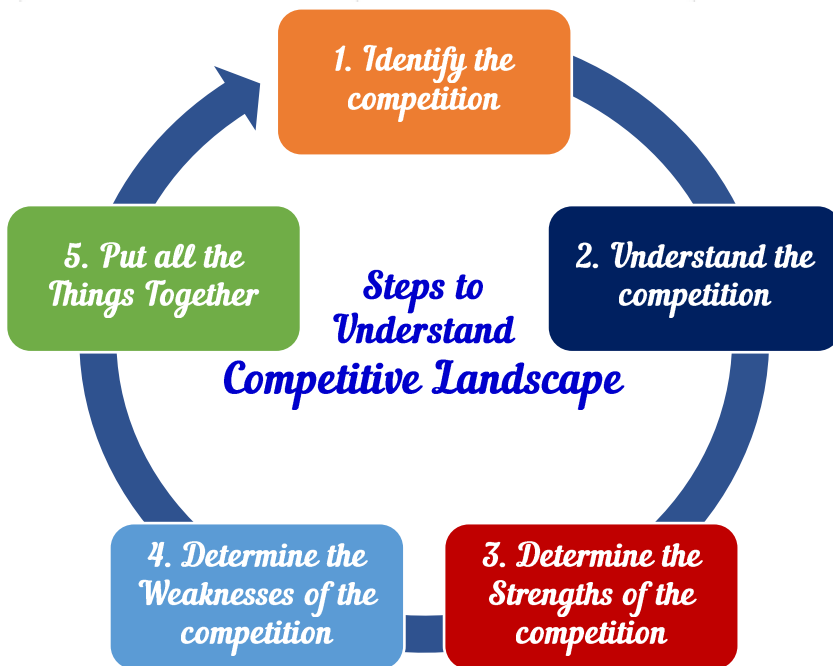 1. Identify the
competition
2. Understand the
competition
3. Determine the
Strengths of the
competition
4. Determine the
Weaknesses of the
competition
5. Put all the
Things Together
Steps to
Understand
Competitive Landscape